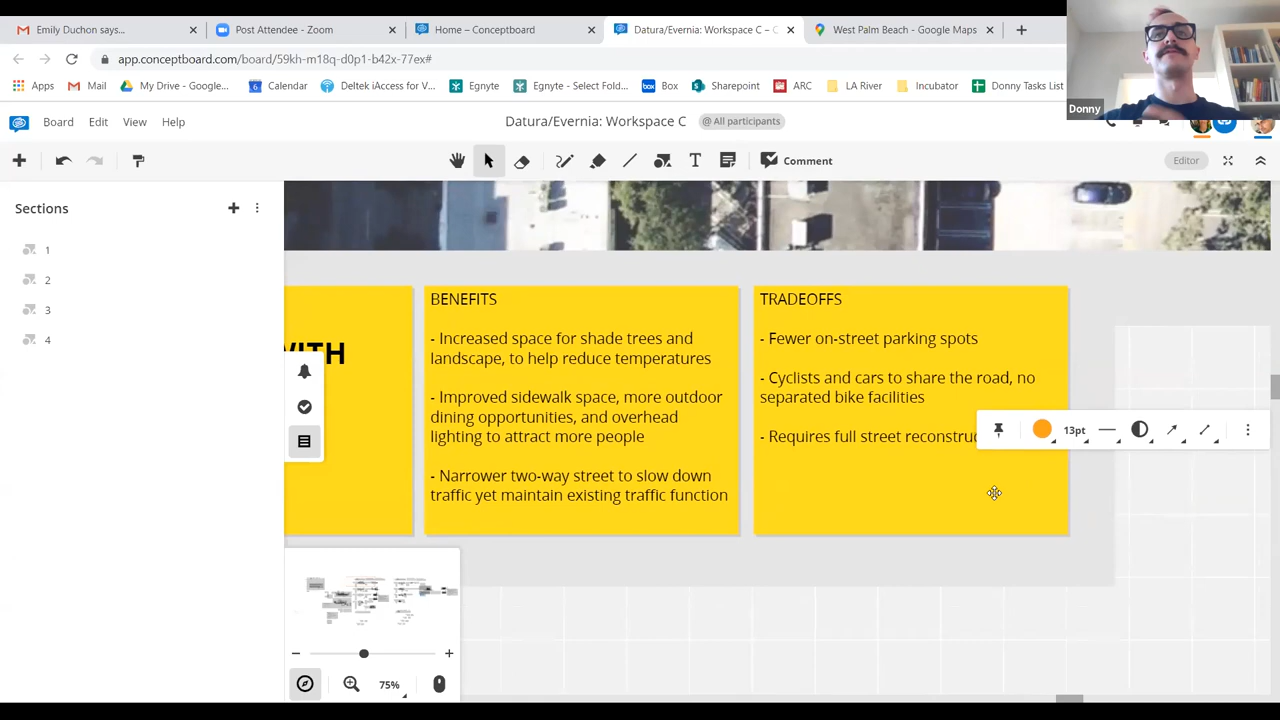 Emily Duchon says...
Post Attendee - Zoom
Home – Conceptboard
Datura/Evernia: Workspace C – C
West Palm Beach - Google Maps
app.conceptboard.com/board/59kh-m18q-d0p1-b42x-77ex#
Apps
Mail
My Drive - Google...
Calendar
Deltek iAccess for V...
Egnyte
Egnyte - Select Fold...
Box
Sharepoint
ARC
LA River
Incubator
Donny Tasks List
Donny
Board
Edit
View
Help
Datura/Evernia: Workspace C
@ All participants
T
Comment
Editor
Sections
1
2
3
4
BENEFITS
- Increased space for shade trees and
landscape, to help reduce temperatures
- Improved sidewalk space, more outdoor
dining opportunities, and overhead
lighting to attract more people
- Narrower two-way street to slow down
traffic yet maintain existing traffic function
TRADEOFFS
- Fewer on-street parking spots
- Cyclists and cars to share the road, no
separated bike facilities
- Requires full street
13pt
75%